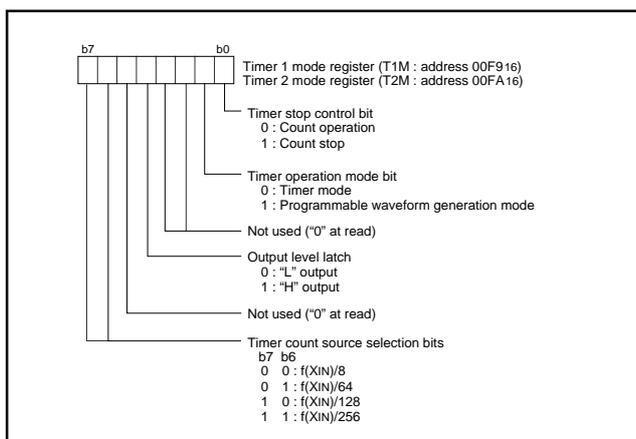 b7 b0
Timer 1 mode register (T1M : address 00F916)
Timer 2 mode register (T2M : address 00FA16)
Timer stop control bit
0 : Count operation
1 : Count stop
Timer operation mode bit
0 : Timer mode
1 : Programmable waveform generation mode
Not used (“0” at read)
Output level latch
0 : “L” output
1 : “H” output
Not used (“0” at read)
Timer count source selection bits
b7 b6
0 0 : f(XIN)/8
0 1 : f(XIN)/64
1 0 : f(XIN)/128
1 1 : f(XIN)/256